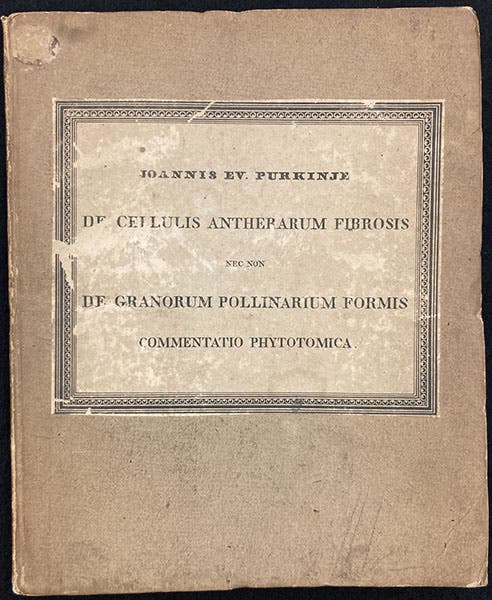 JOANNIS EV. PURKINJE
DE CELLULIS ANTHERARUM FIBROSIS
NEC NON
DE GRANORUM POLLINARIUM FORMIS
COMMENTATIO PHYTOTOMICA.